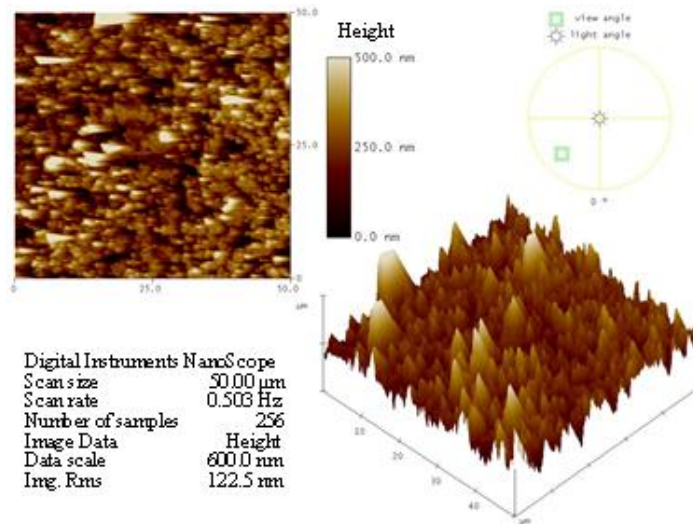 50.0
25.0
0
0
25.0
50.0
μm
Height
500.0 nm
250.0 nm
0.0 nm
view angle
light angle
0 °
Digital Instruments NanoScope
Scan size 50.00 μm
Scan rate 0.503 Hz
Number of samples 256
Image Data Height
Data scale 600.0 nm
Img. Rms 122.5 nm
10
20
30
40
μm